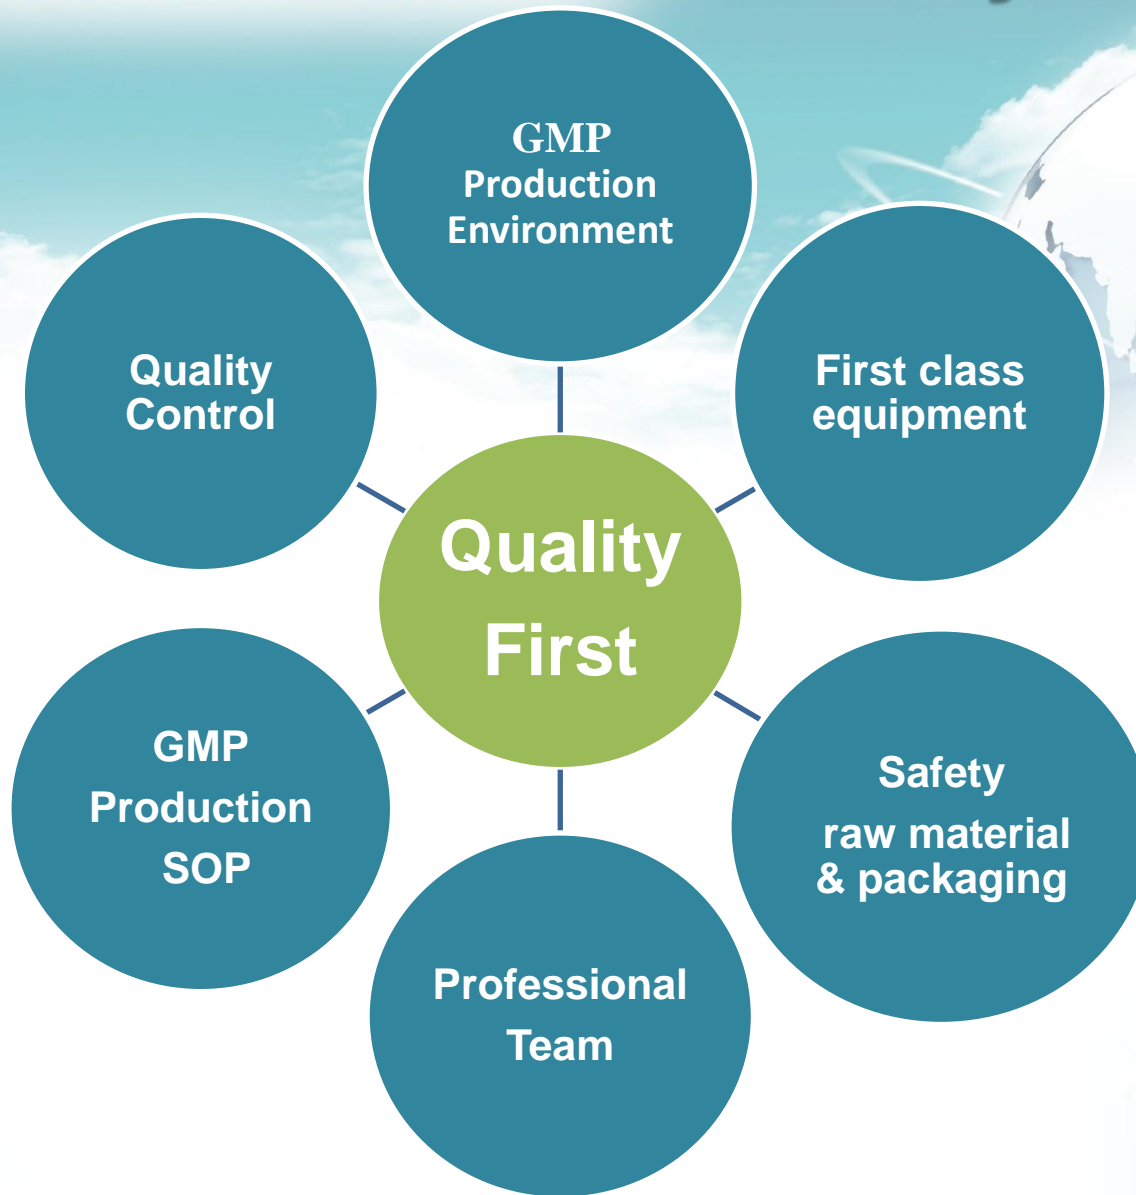 GMP
Production
Environment
Quality
Control
First class
equipment
Quality
First
GMP
Production
SOP
Safety
raw material
& packaging
Professional
Team